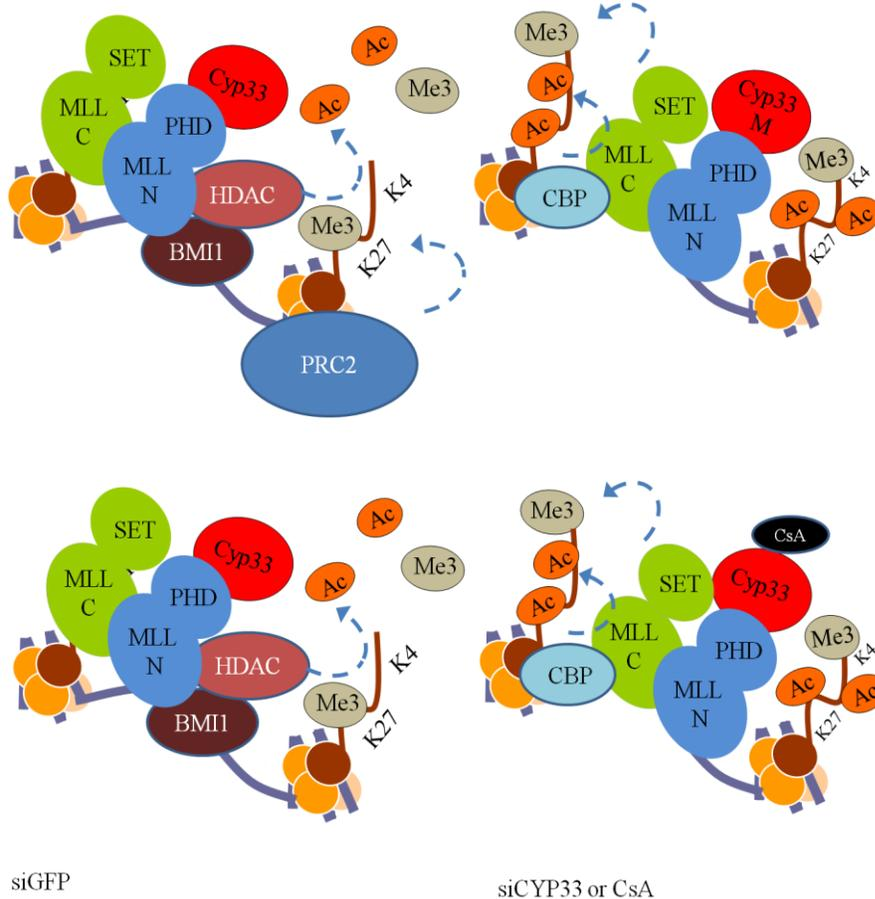 SET
MLL
C
PHD
Cyp33
Ac
Ac
Me3
MLL
N
HDAC
BMI1
Me3
K4
K27
PRC2
Me3
Ac
Ac
SET
Cyp33
M
MLL
C
PHD
CBP
MLL
N
Me3
K4
Ac
Ac
K27
SET
MLL
C
PHD
Cyp33
Ac
Ac
Me3
MLL
N
HDAC
BMI1
Me3
K4
K27
Me3
Ac
Ac
SET
CsA
Cyp33
MLL
C
PHD
CBP
MLL
N
Me3
K4
Ac
Ac
K27
siGFP
siCYP33 or CsA